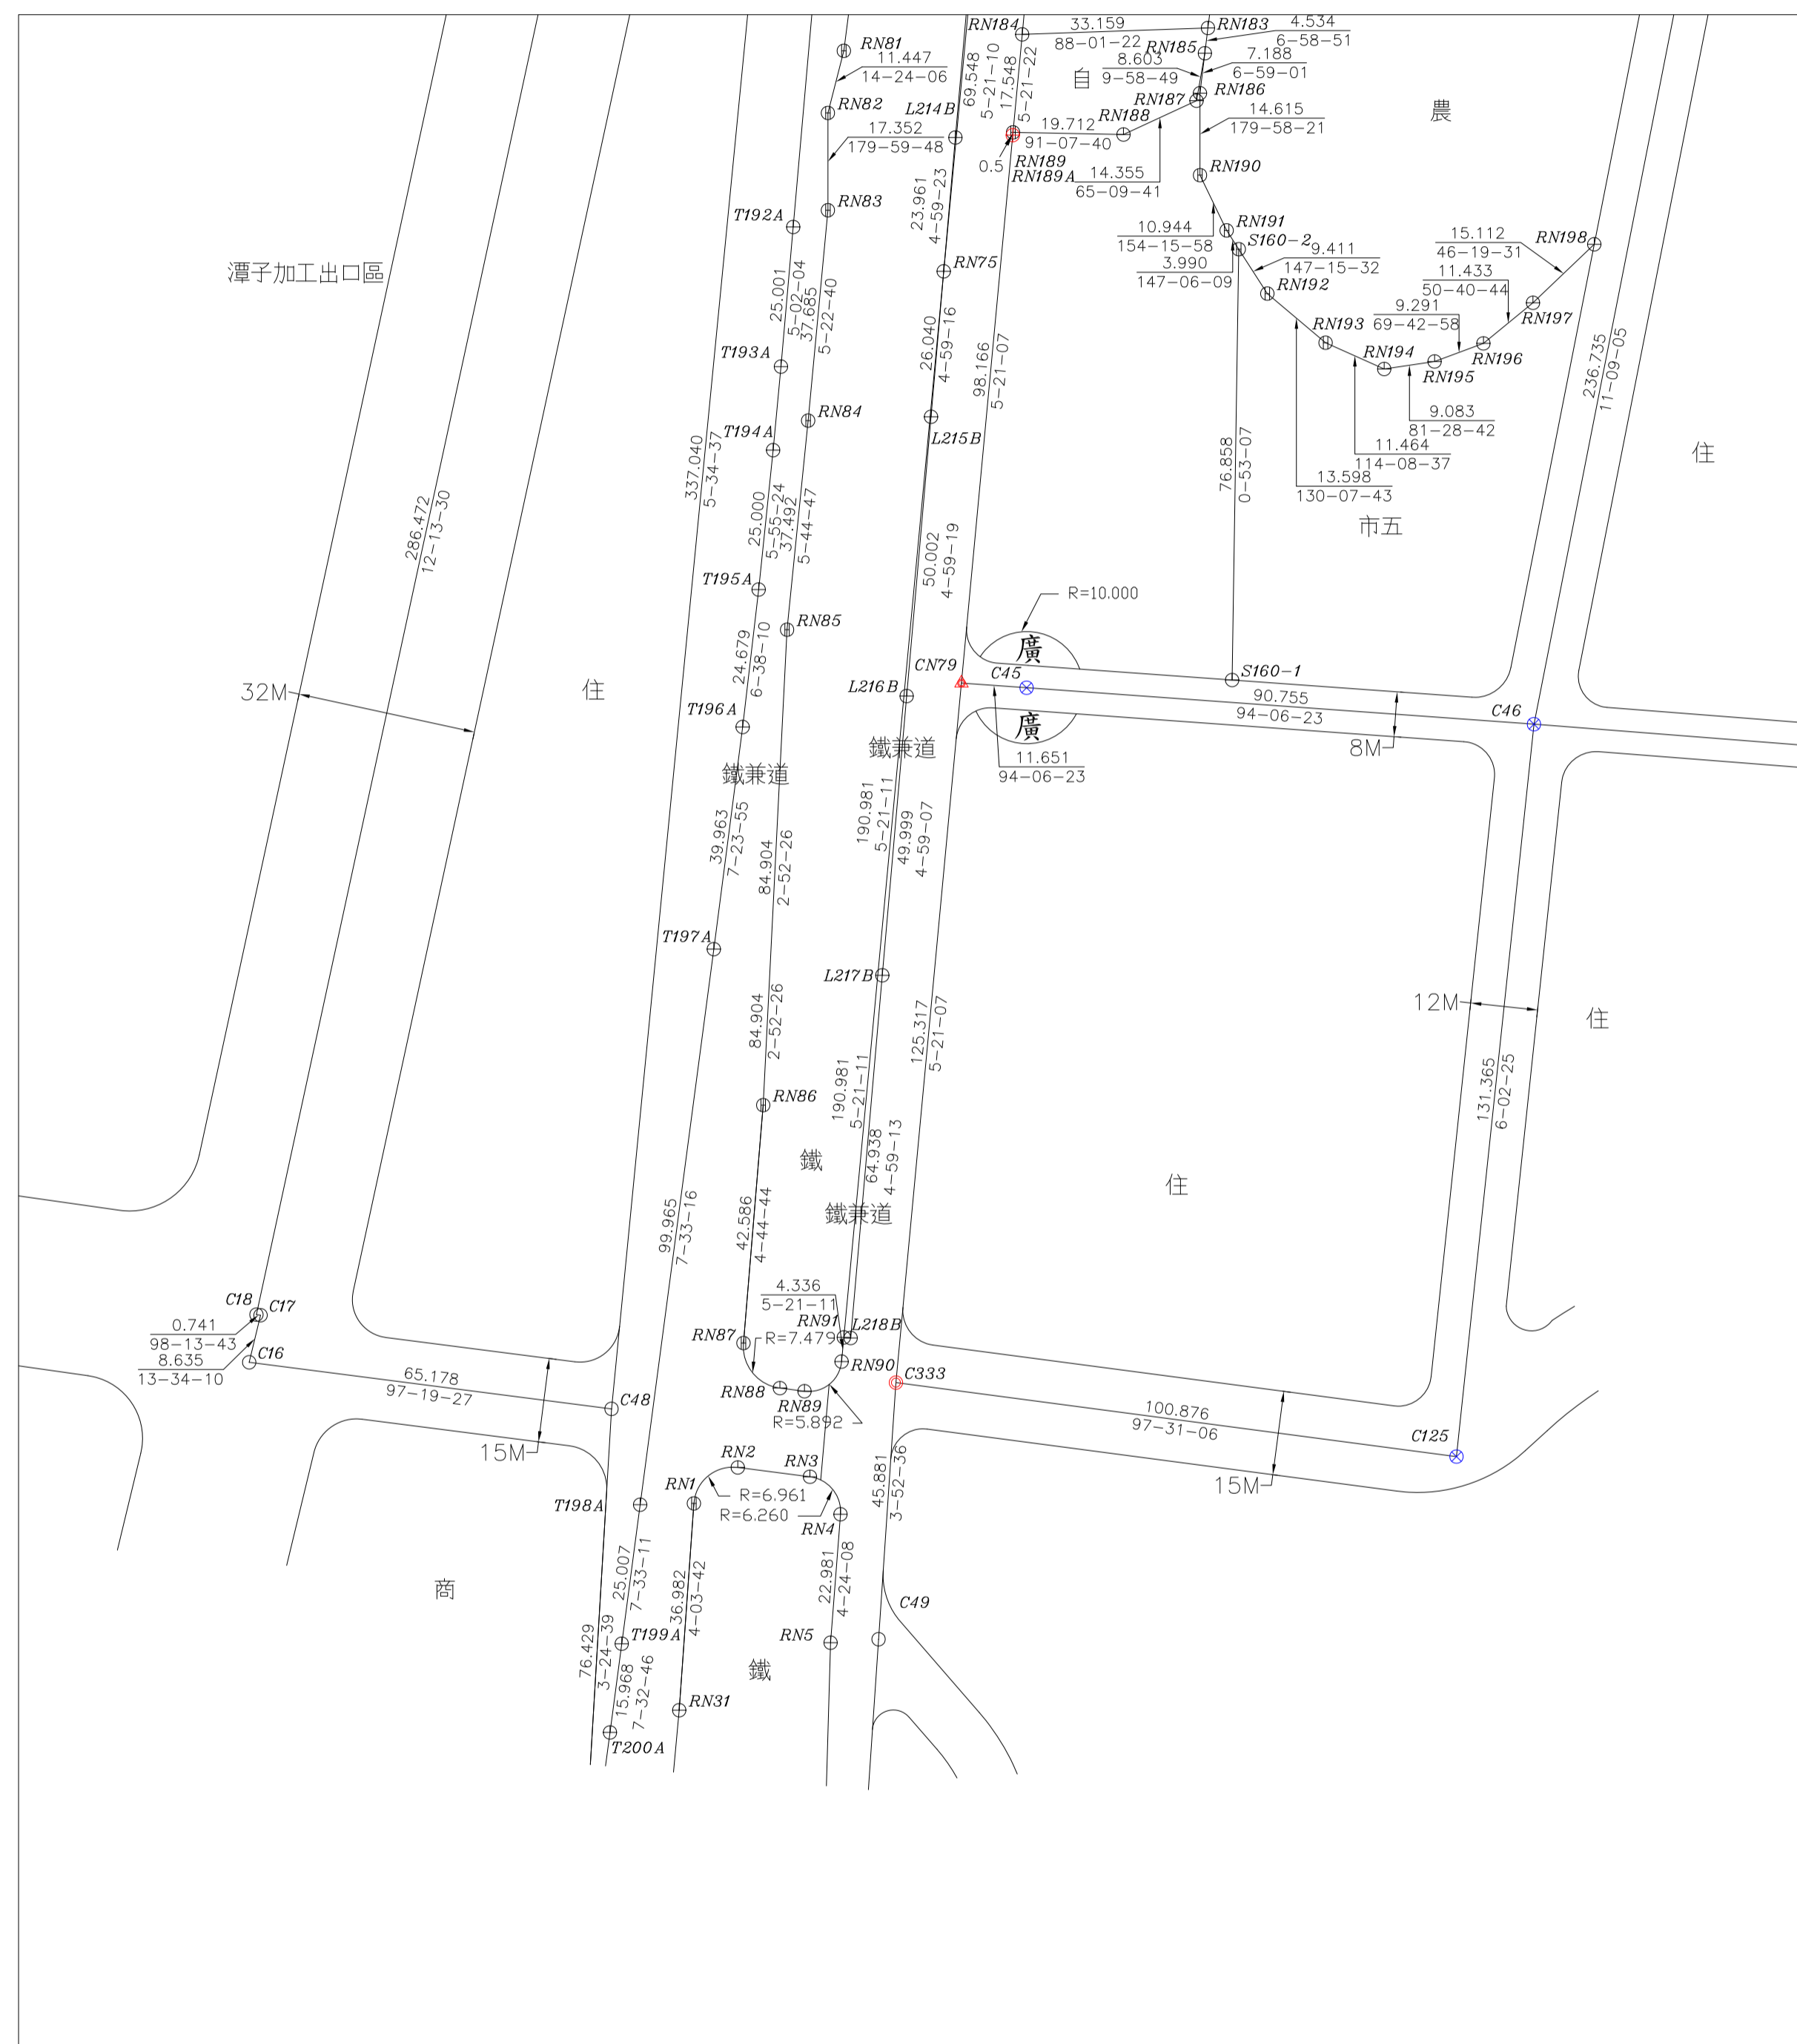 RN184
33.159
88-01-22
RN183
4.534
6-58-51
RN81
11.447
14-24-06
69.548
5-21-10
17.548
5-21-22
RN185
8.603
9-58-49
7.188
6-59-01
自
RN186
RN187
農
RN82
L214B
17.352
179-59-48
19.712
91-07-40
RN188
14.615
179-58-21
0.5
RN189
RN189A
14.355
65-09-41
RN190
RN83
T192A
23.961
4-59-23
10.944
154-15-58
RN191
S160-2
3.990
147-06-09
9.411
147-15-32
15.112
46-19-31
RN198
潭子加工出口區
RN75
11.433
50-40-44
RN192
25.001
5-02-04
37.685
5-22-40
9.291
69-42-58
RN197
RN193
RN194
RN195
RN196
T193A
26.040
4-59-16
98.166
5-21-07
236.735
11-09-05
RN84
T194A
L215B
9.083
81-28-42
11.464
114-08-37
13.598
130-07-43
住
337.040
5-34-37
76.858
0-53-07
286.472
12-13-30
25.000
5-55-24
37.492
5-44-47
50.002
4-59-19
市五
T195A
R=10.000
RN85
24.679
6-38-10
廣
CN79
C45
S160-1
32M
住
L216B
90.755
94-06-23
C46
T196A
廣
8M
鐵兼道
鐵兼道
11.651
94-06-23
39.963
7-23-55
84.904
2-52-26
190.981
5-21-11
49.999
4-59-07
T197A
L217B
12M
住
84.904
2-52-26
190.981
5-21-11
125.317
5-21-07
131.365
6-02-25
RN86
鐵
64.938
4-59-13
住
鐵兼道
99.965
7-33-16
42.586
4-44-44
4.336
5-21-11
C18
C17
0.741
98-13-43
8.635
13-34-10
C16
RN87
R=7.479
RN91
L218B
RN90
C333
65.178
97-19-27
C48
RN88
RN89
R=5.892
100.876
97-31-06
C125
15M
RN2
RN3
15M
RN1
R=6.961
R=6.260
RN4
T198A
45.881
3-52-36
商
25.007
7-33-11
36.982
4-03-42
22.981
4-24-08
C49
76.429
3-24-39
T199A
RN5
鐵
15.968
7-32-46
RN31
T200A